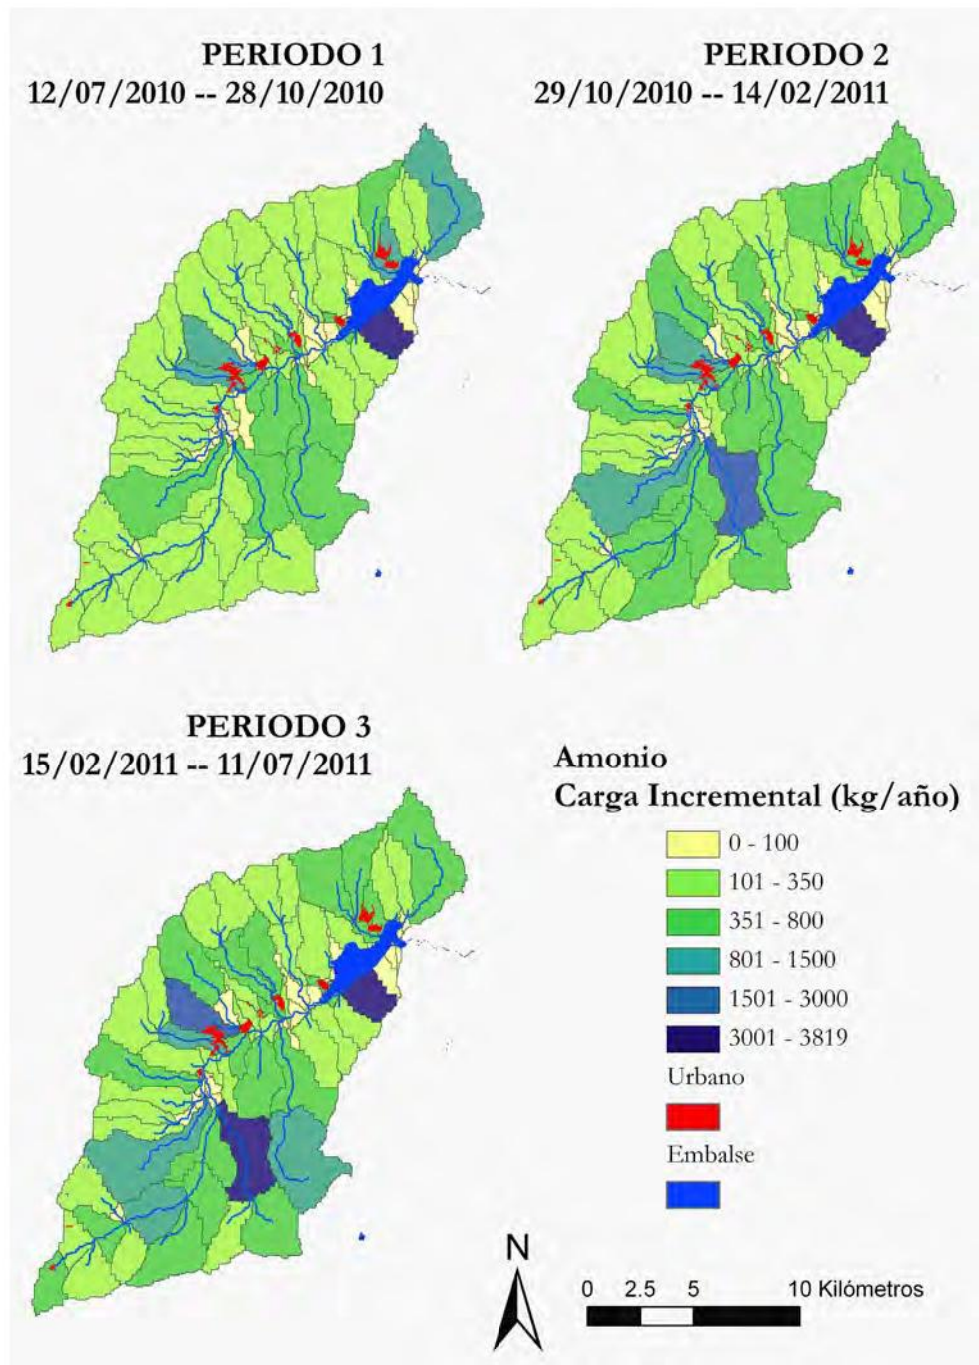 PERIODO 1
12/07/2010 -- 28/10/2010
PERIODO 2
29/10/2010 -- 14/02/2011
PERIODO 3
15/02/2011 -- 11/07/2011
Amonio
Carga Incremental (kg/año)
0 - 100
101 - 350
351 - 800
801 - 1500
1501 - 3000
3001 - 3819
Urbano
Embalse
N
0 2.5 5 10 Kilómetros